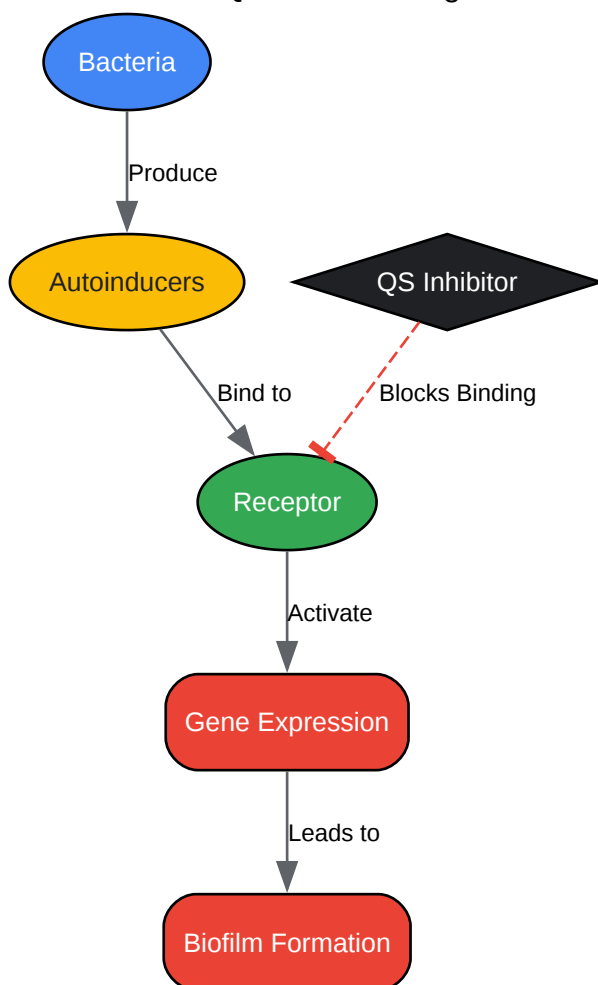 Bacteria
Produce
Autoinducers
QS Inhibitor
Bind to
Blocks Binding
Receptor
Activate
Gene Expression
Leads to
Biofilm Formation